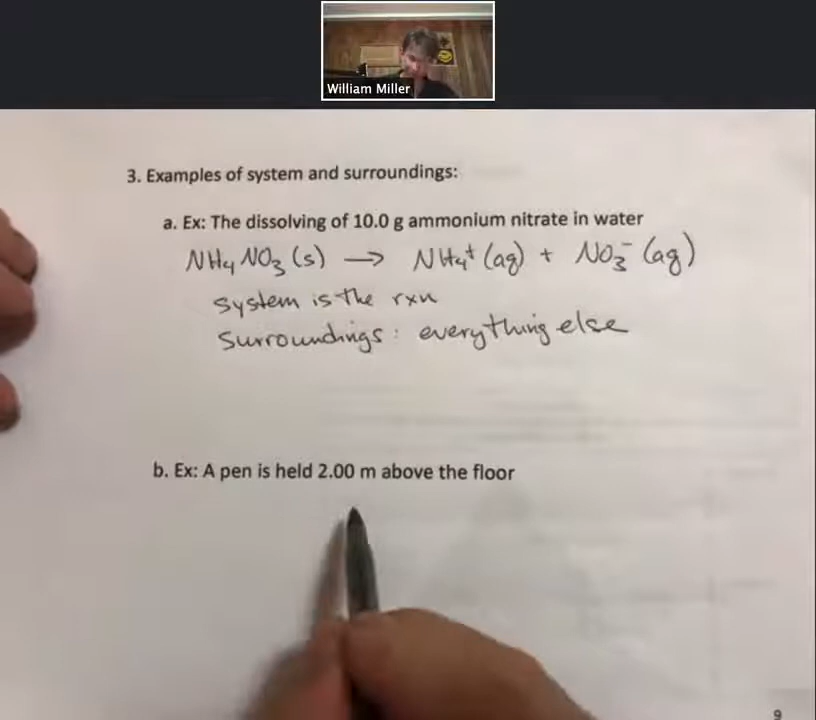 William Miller
3. Examples of system and surroundings:
a. Ex: The dissolving of 10.0 g ammonium nitrate in water
NH₄NO₃(s) → NH₄⁺(aq) + NO₃⁻(aq)
system is the rxn
Surroundings: everything else
b. Ex: A pen is held 2.00 m above the floor
9